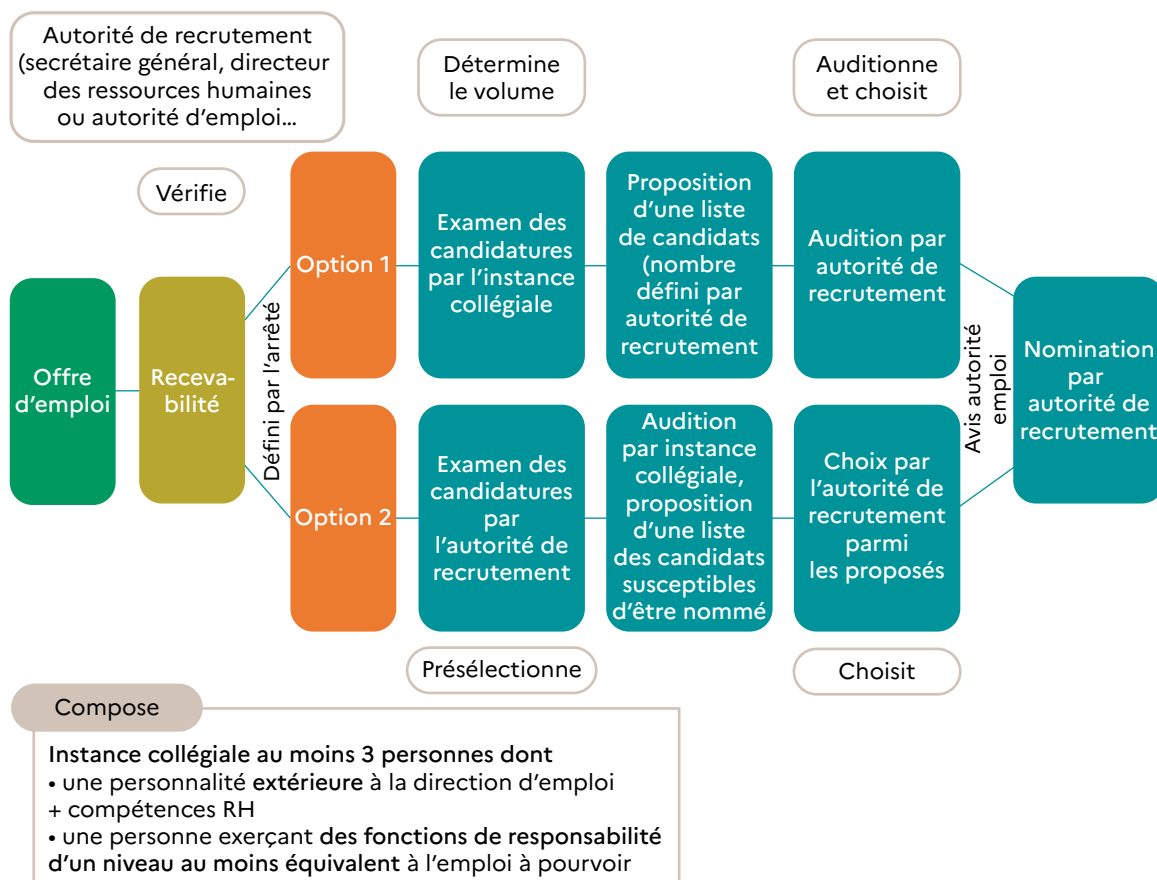 Autorité de recrutement
(secrétaire général, directeur
des ressources humaines
ou autorité d’emploi…
Détermine
le volume
Auditionne
et choisit
Vérifie
Offre
d’emploi
Receva-
bilité
Défini par l’arrêté
Option 1
Examen des
candidatures
par l’instance
collégiale
Proposition
d’une liste
de candidats
(nombre
défini par
autorité de
recrutement
Audition par
autorité de
recrutement
Option 2
Examen des
candidatures
par
l’autorité de
recrutement
Audition
par instance
collégiale,
proposition
d’une liste
des candidats
susceptibles
d’être nommé
Choix par
l’autorité de
recrutement
parmi
les proposés
Avis autorité
emploi
Nomination
par
autorité de
recrutement
Présélectionne
Choisit
Compose
Instance collégiale au moins 3 personnes dont
• une personnalité extérieure à la direction d’emploi
+ compétences RH
• une personne exerçant des fonctions de responsabilité
d’un niveau au moins équivalent à l’emploi à pourvoir